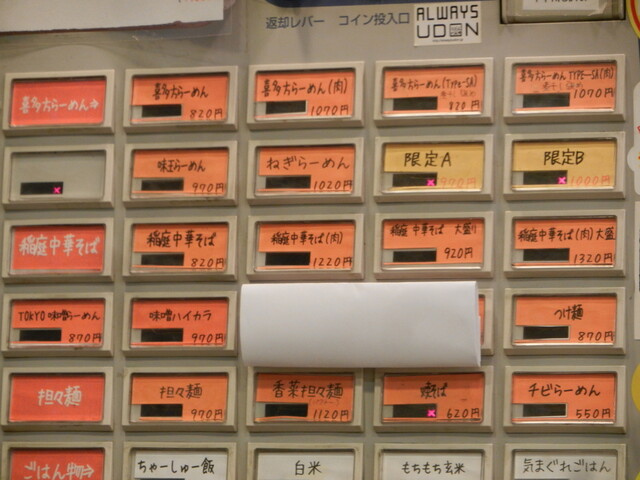 返却レバー コイン投入口
ALWAYS
UDON
喜多方らーめん→
喜多方らーめん
820円
喜多方らーめん(肉)
1070円
喜多方らーめん(TYPE-SA)
820円
喜多方らーめん TYPE-SA(肉)
1070円
味玉らーめん
970円
ねぎらーめん
1020円
限定A
990円
限定B
1000円
稲庭中華そば
稲庭中華そば
820円
稲庭中華そば(肉)
1220円
稲庭中華そば 大盛り
920円
稲庭中華そば(肉)大盛
1320円
TOKYO味噌らーめん
870円
味噌ハイカラ
970円
つけ麺
870円
担々麺
担々麺
970円
香菜担々麺
1120円
焼そば
620円
チビらーめん
550円
ごはん物→
ちゃーしゅー飯
白米
もちもち玄米
気まぐれごはん